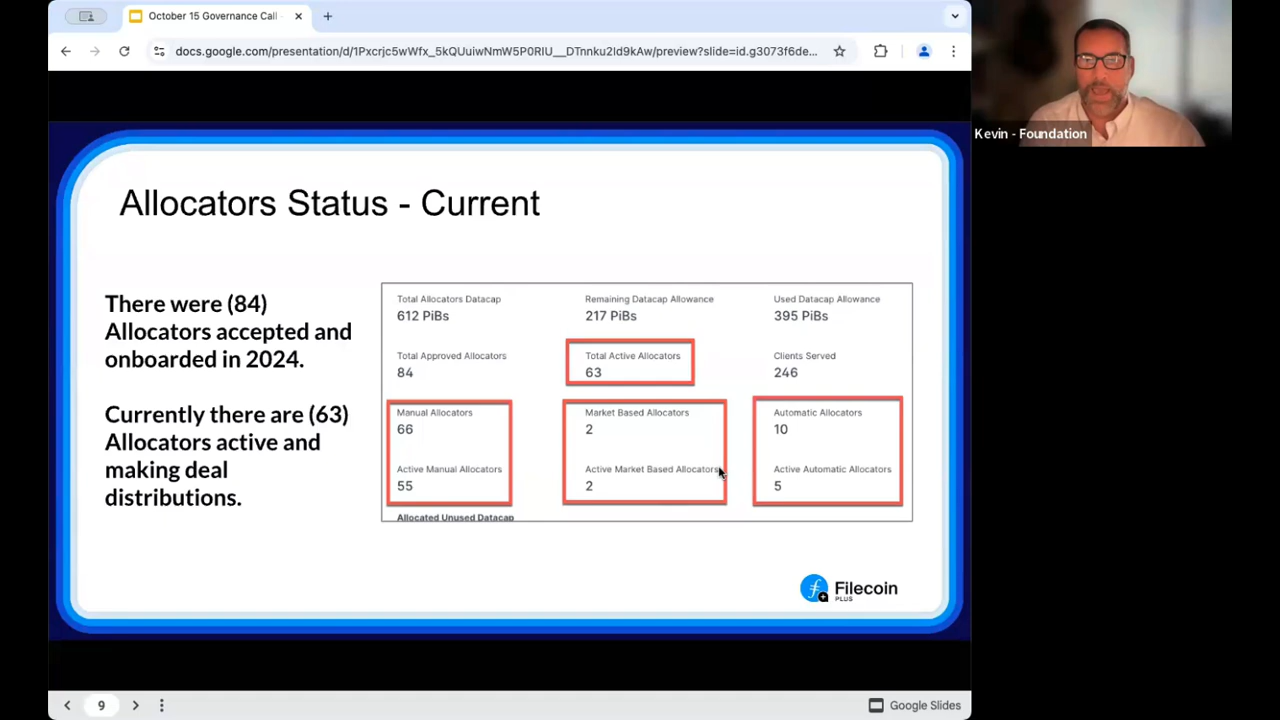 October 15 Governance Call -
docs.google.com/presentation/d/1Pxcrjc5wWfx_5kQUuiwNmW5P0RIU__DTnnku2Id9kAw/preview?slide=id.g3073f6de...
Kevin - Foundation
Allocators Status - Current
There were (84)
Allocators accepted and
onboarded in 2024.
Currently there are (63)
Allocators active and
making deal
distributions.
Total Allocators Datacap
612 PiBs
Remaining Datacap Allowance
217 PiBs
Used Datacap Allowance
395 PiBs
Total Approved Allocators
84
Total Active Allocators
63
Clients Served
246
Manual Allocators
66
Market Based Allocators
2
Automatic Allocators
10
Active Manual Allocators
55
Active Market Based Allocators
2
Active Automatic Allocators
5
Allocated Unused Datacap
Filecoin
PLUS
9
Google Slides